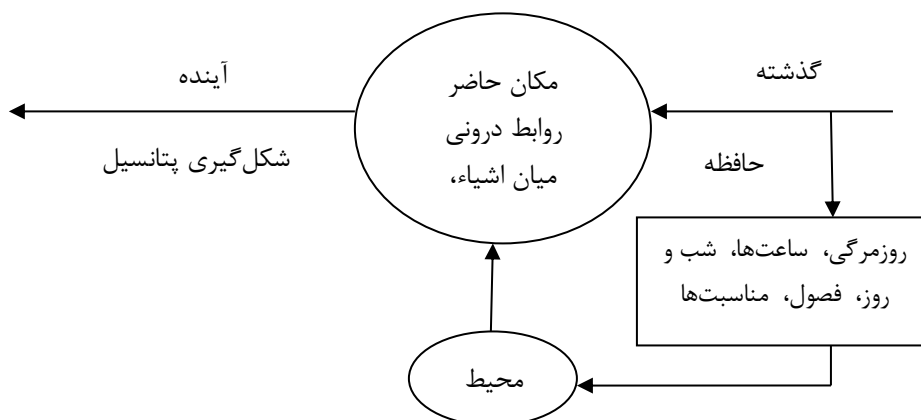 گذشته
حافظه
مکان حاضر
روابط درونی
میان اشیاء،
آینده
شکل‌گیری پتانسیل
روزمرگی، ساعت‌ها، شب و
روز، فصول، مناسبت‌ها
محیط